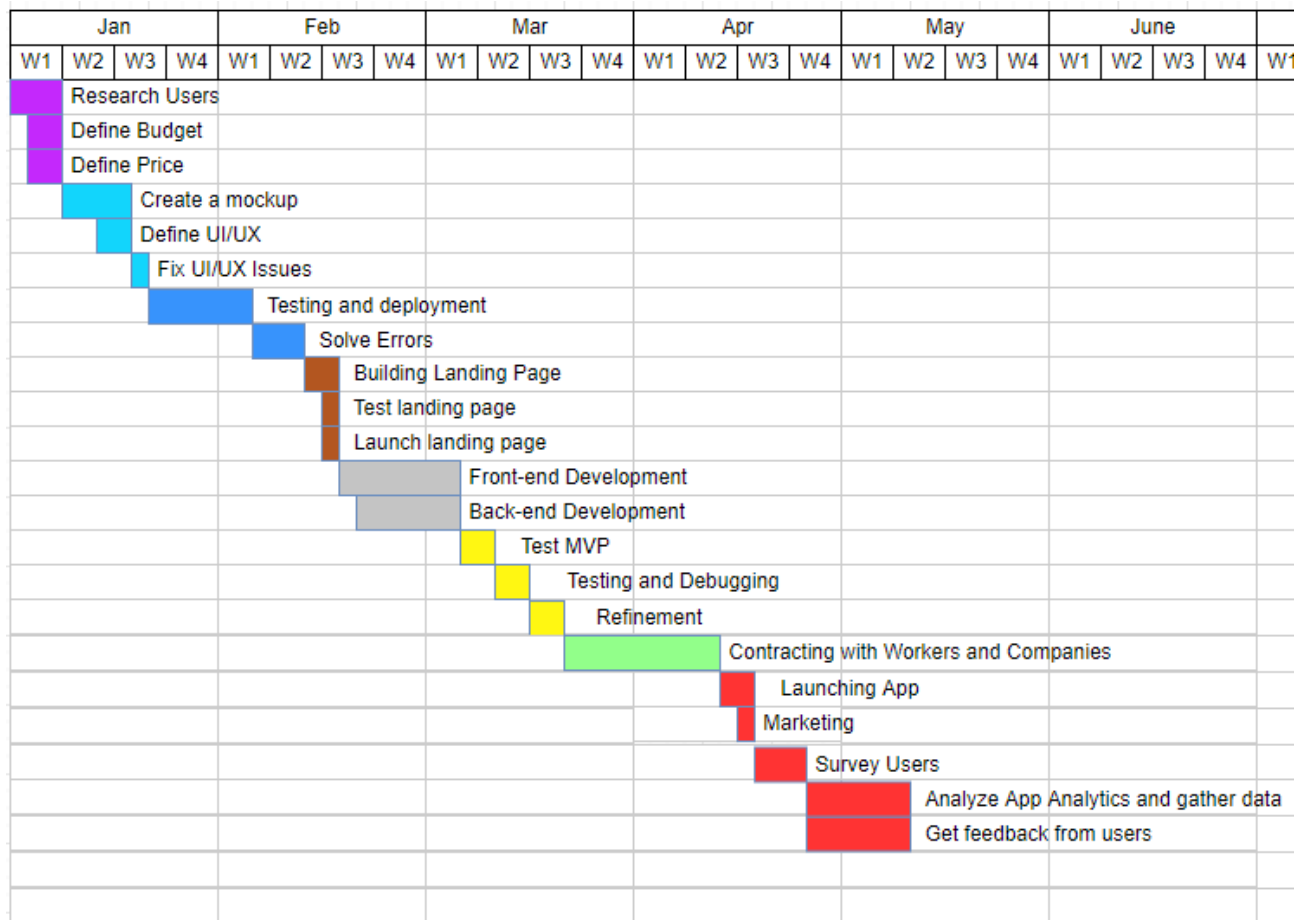 Jan Feb Mar Apr May June
W1 W2 W3 W4 W1 W2 W3 W4 W1 W2 W3 W4 W1 W2 W3 W4 W1 W2 W3 W4 W1 W2 W3 W4 W1
Research Users
Define Budget
Define Price
Create a mockup
Define UI/UX
Fix UI/UX Issues
Testing and deployment
Solve Errors
Building Landing Page
Test landing page
Launch landing page
Front-end Development
Back-end Development
Test MVP
Testing and Debugging
Refinement
Contracting with Workers and Companies
Launching App
Marketing
Survey Users
Analyze App Analytics and gather data
Get feedback from users